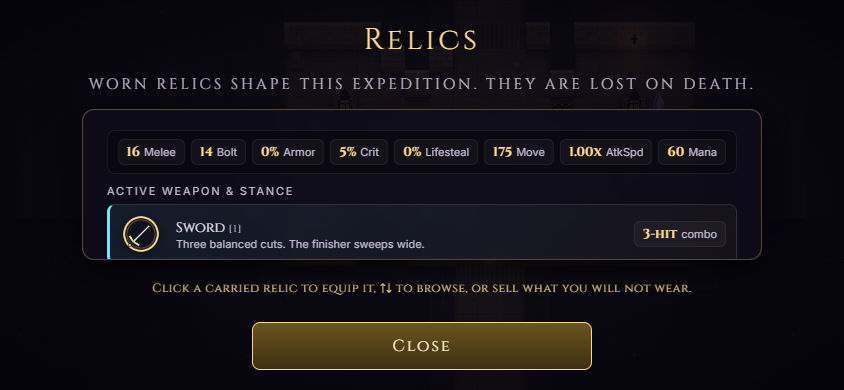 Relics
Worn relics shape this expedition. They are lost on death.
16 Melee 14 Bolt 0% Armor 5% Crit 0% Lifesteal 175 Move 1.00x AtkSpd 60 Mana
ACTIVE WEAPON & STANCE
Sword [1]
Three balanced cuts. The finisher sweeps wide.
3-hit combo
Click a carried relic to equip it, ↑↓ to browse, or sell what you will not wear.
Close